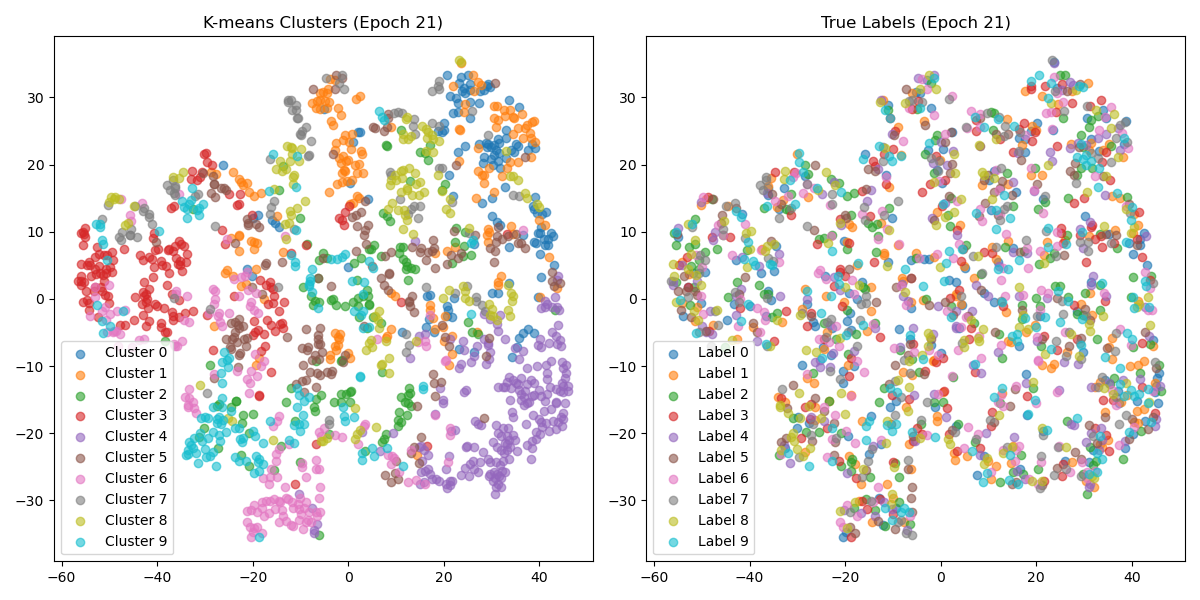 K-means Clusters (Epoch 21)
30
20
10
0
−10
−20
−30
Cluster 0
Cluster 1
Cluster 2
Cluster 3
Cluster 4
Cluster 5
Cluster 6
Cluster 7
Cluster 8
Cluster 9
−60 −40 −20 0 20 40
True Labels (Epoch 21)
30
20
10
0
−10
−20
−30
Label 0
Label 1
Label 2
Label 3
Label 4
Label 5
Label 6
Label 7
Label 8
Label 9
−60 −40 −20 0 20 40